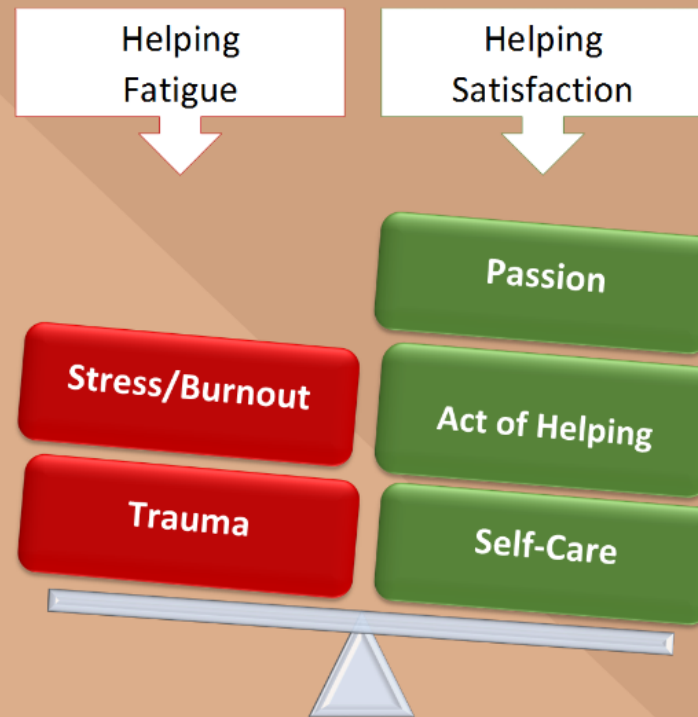 Helping
Fatigue
Helping
Satisfaction
Passion
Stress/Burnout
Act of Helping
Trauma
Self-Care